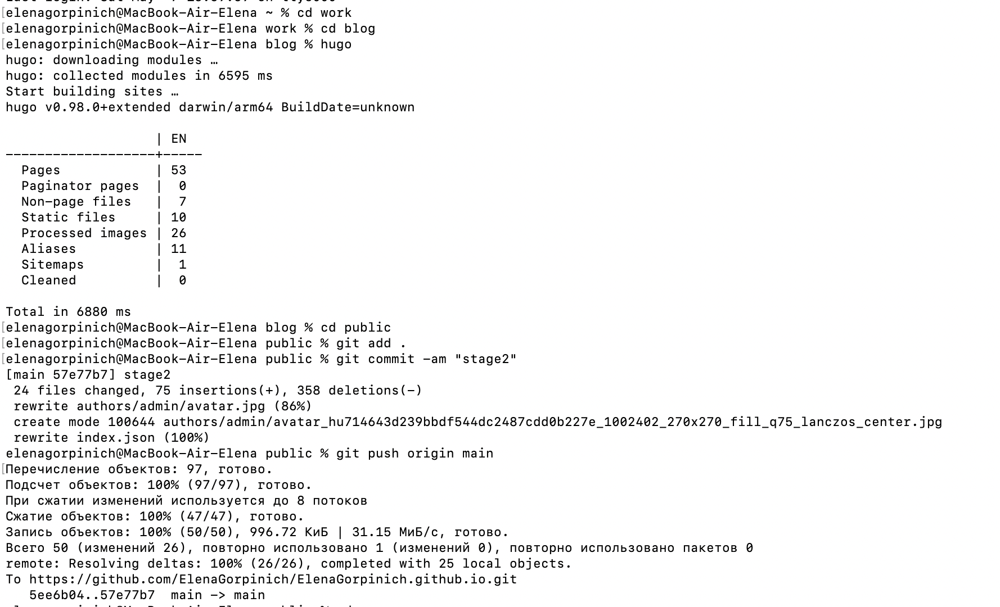 elenagorpinich@MacBook-Air-Elena ~ % cd work
elenagorpinich@MacBook-Air-Elena work % cd blog
elenagorpinich@MacBook-Air-Elena blog % hugo
hugo: downloading modules …
hugo: collected modules in 6595 ms
Start building sites …
hugo v0.98.0+extended darwin/arm64 BuildDate=unknown
                   | EN
-------------------+-----
  Pages            | 53
  Paginator pages  |  0
  Non-page files   |  7
  Static files     | 10
  Processed images | 26
  Aliases          | 11
  Sitemaps         |  1
  Cleaned          |  0
Total in 6880 ms
elenagorpinich@MacBook-Air-Elena blog % cd public
elenagorpinich@MacBook-Air-Elena public % git add .
elenagorpinich@MacBook-Air-Elena public % git commit -am "stage2"
[main 57e77b7] stage2
 24 files changed, 75 insertions(+), 358 deletions(-)
 rewrite authors/admin/avatar.jpg (86%)
 create mode 100644 authors/admin/avatar_hu714643d239bbdf544dc2487cdd0b227e_1002402_270x270_fill_q75_lanczos_center.jpg
 rewrite index.json (100%)
elenagorpinich@MacBook-Air-Elena public % git push origin main
Перечисление объектов: 97, готово.
Подсчет объектов: 100% (97/97), готово.
При сжатии изменений используется до 8 потоков
Сжатие объектов: 100% (47/47), готово.
Запись объектов: 100% (50/50), 996.72 КиБ | 31.15 МиБ/с, готово.
Всего 50 (изменений 26), повторно использовано 1 (изменений 0), повторно использовано пакетов 0
remote: Resolving deltas: 100% (26/26), completed with 25 local objects.
To https://github.com/ElenaGorpinich/ElenaGorpinich.github.io.git
   5ee6b04..57e77b7  main -> main